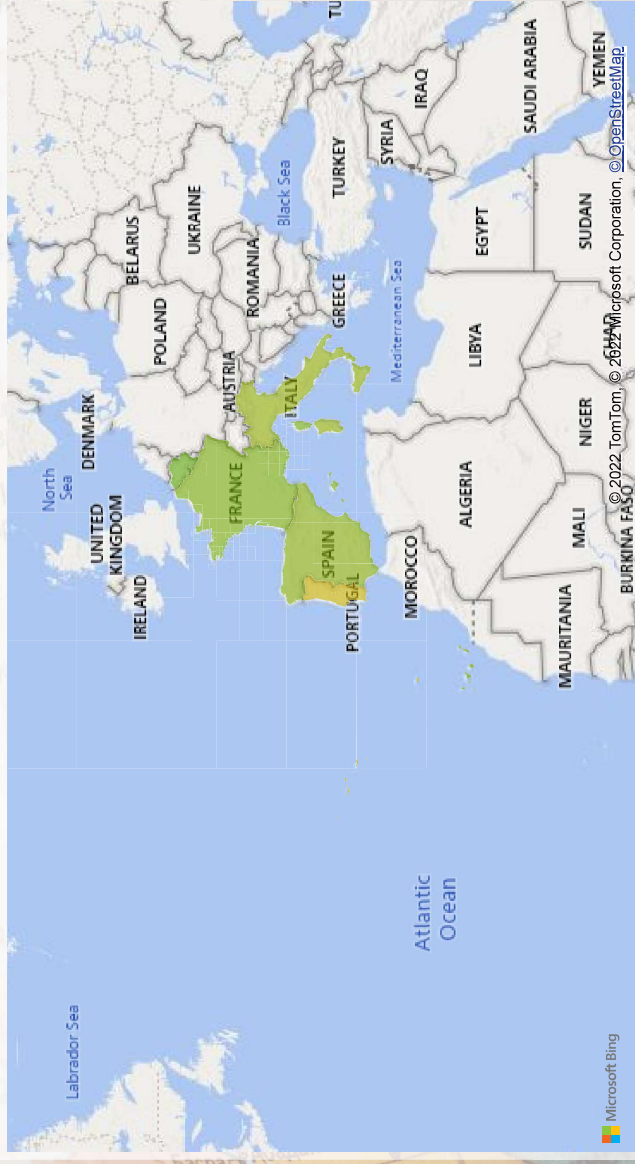 Labrador Sea
North
Sea
DENMARK
UNITED
KINGDOM
IRELAND
BELARUS
POLAND
UKRAINE
FRANCE
AUSTRIA
ROMANIA
ITALY
Black Sea
SPAIN
PORTUGAL
GREECE
TURKEY
TU
Mediterranean Sea
SYRIA
MOROCCO
IRAQ
Atlantic
Ocean
ALGERIA
LIBYA
EGYPT
SAUDI ARABIA
MAURITANIA
MALI
NIGER
CHAD
SUDAN
YEMEN
BURKINA FASO
Microsoft Bing
© 2022 TomTom, © 2022 Microsoft Corporation, © OpenStreetMap